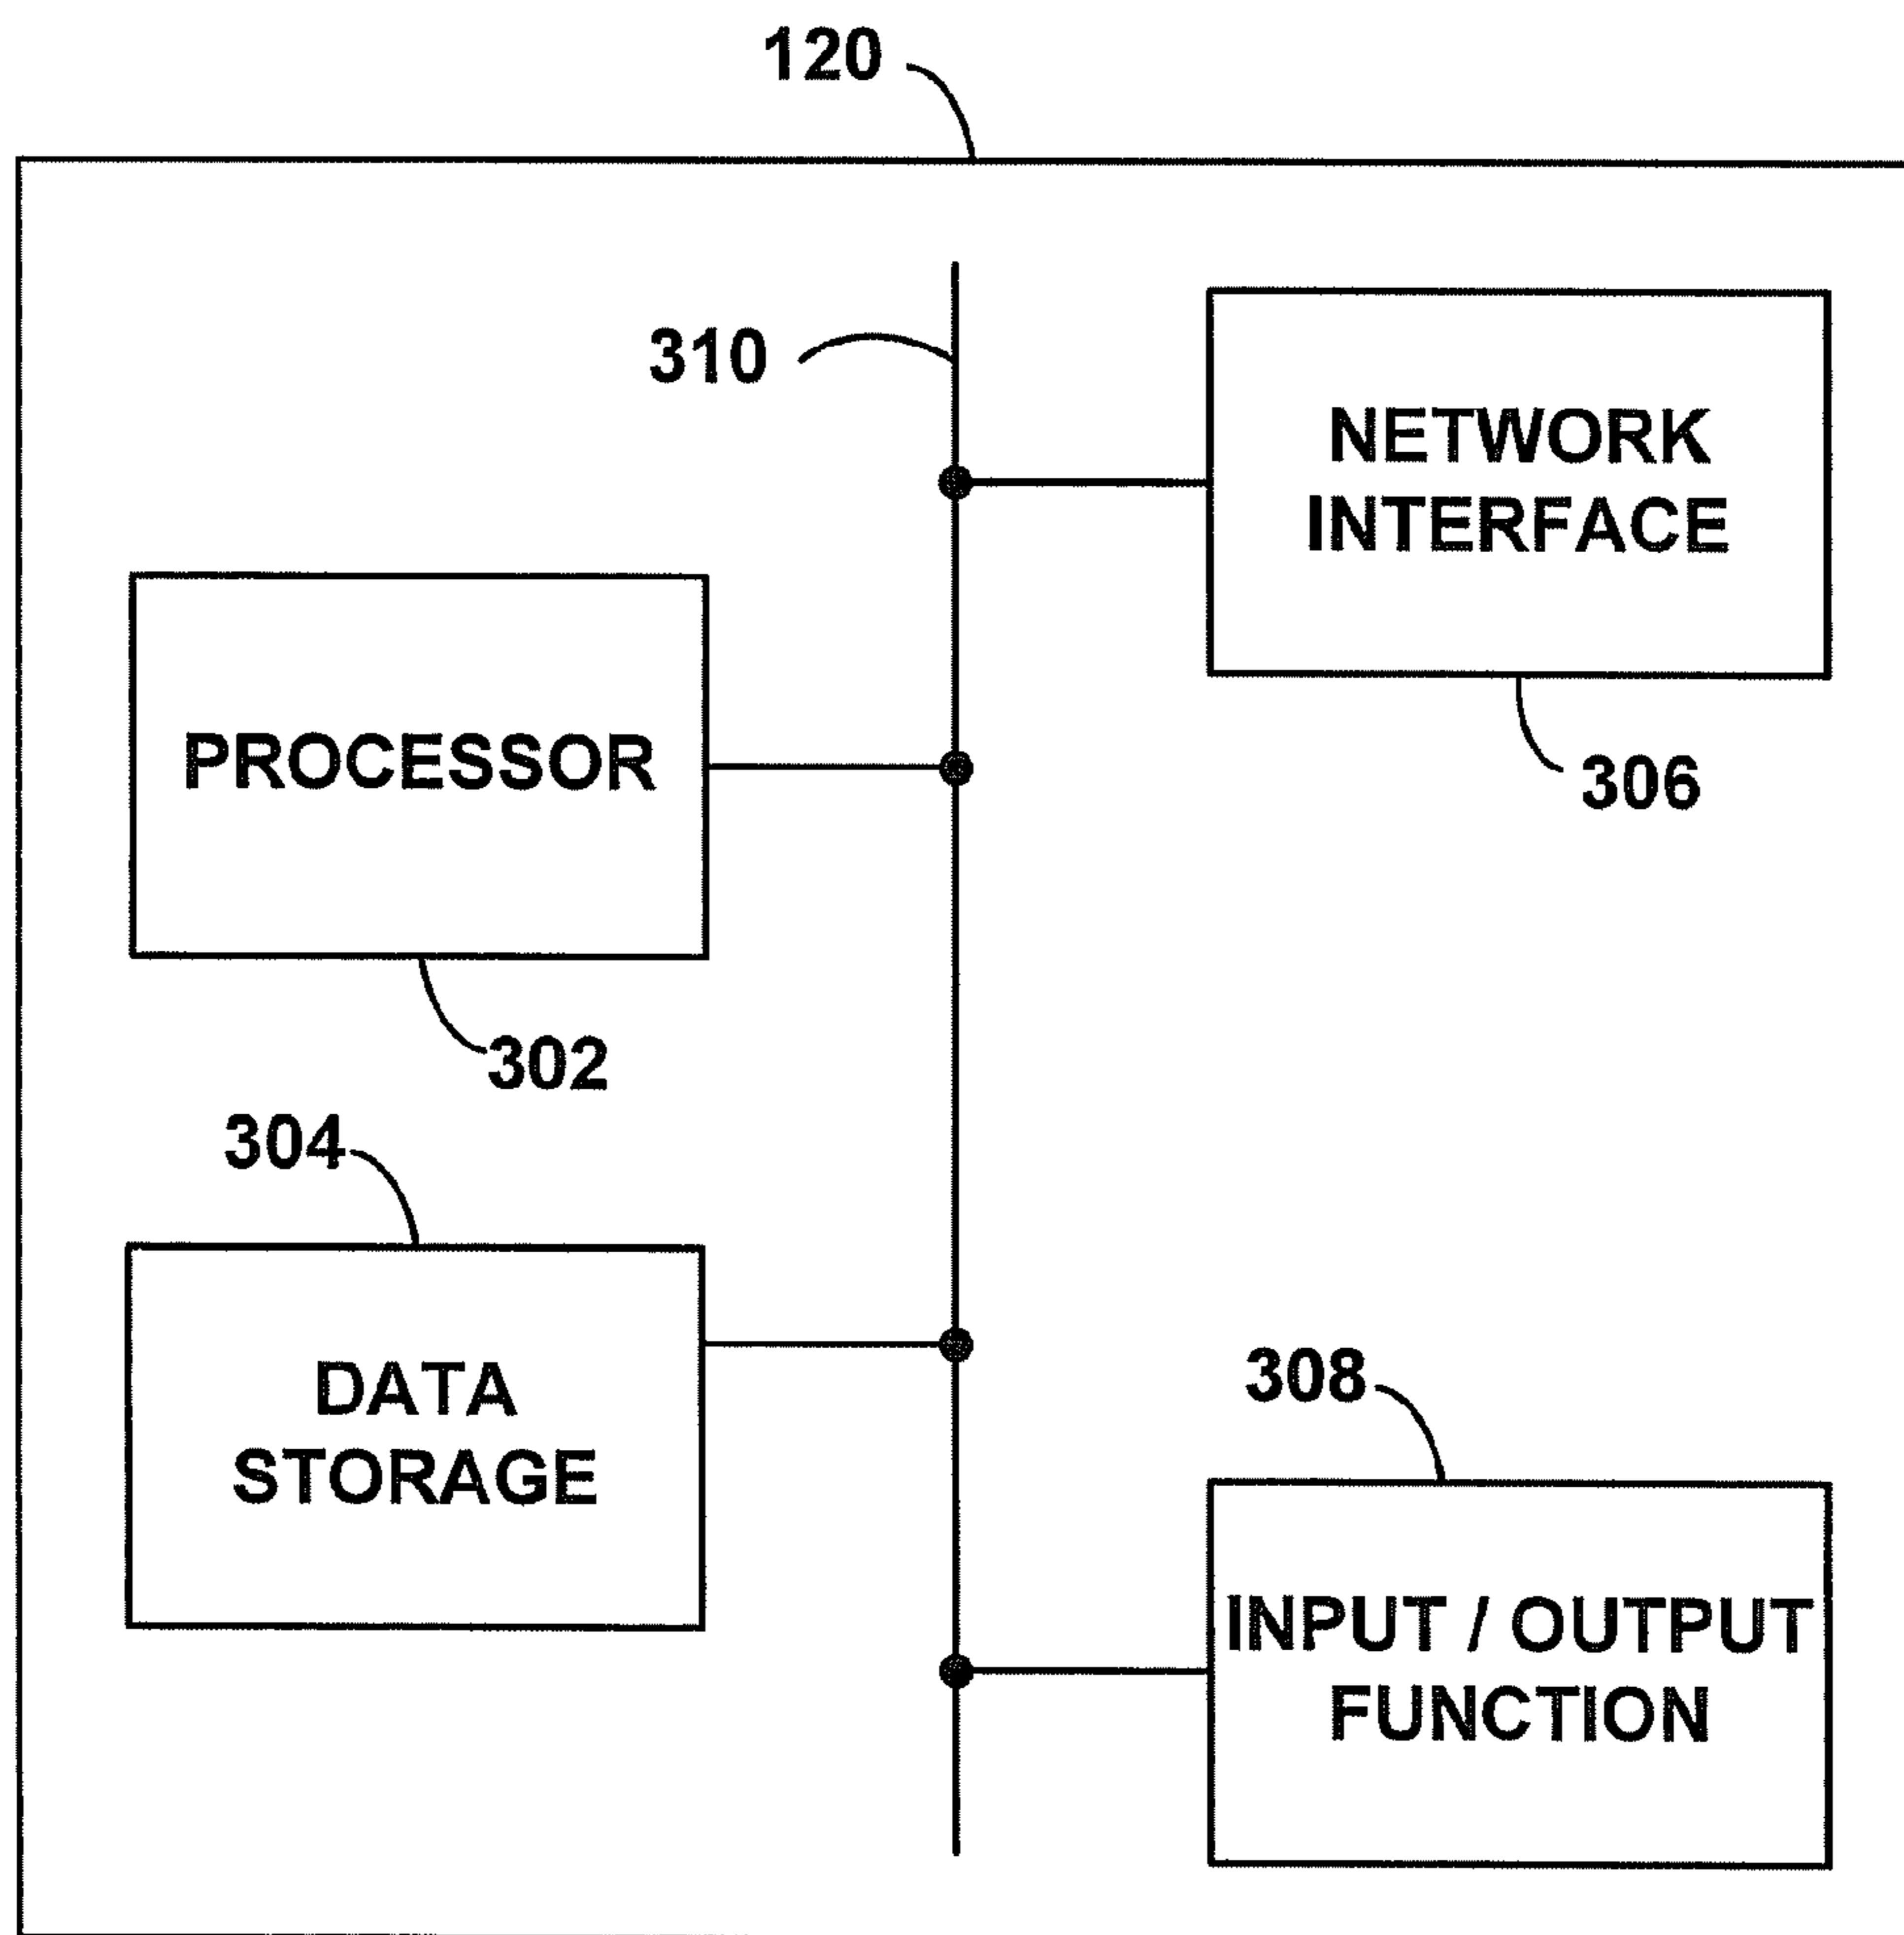 120
310
NETWORK
INTERFACE
306
PROCESSOR
302
304
DATA
STORAGE
308
INPUT / OUTPUT
FUNCTION